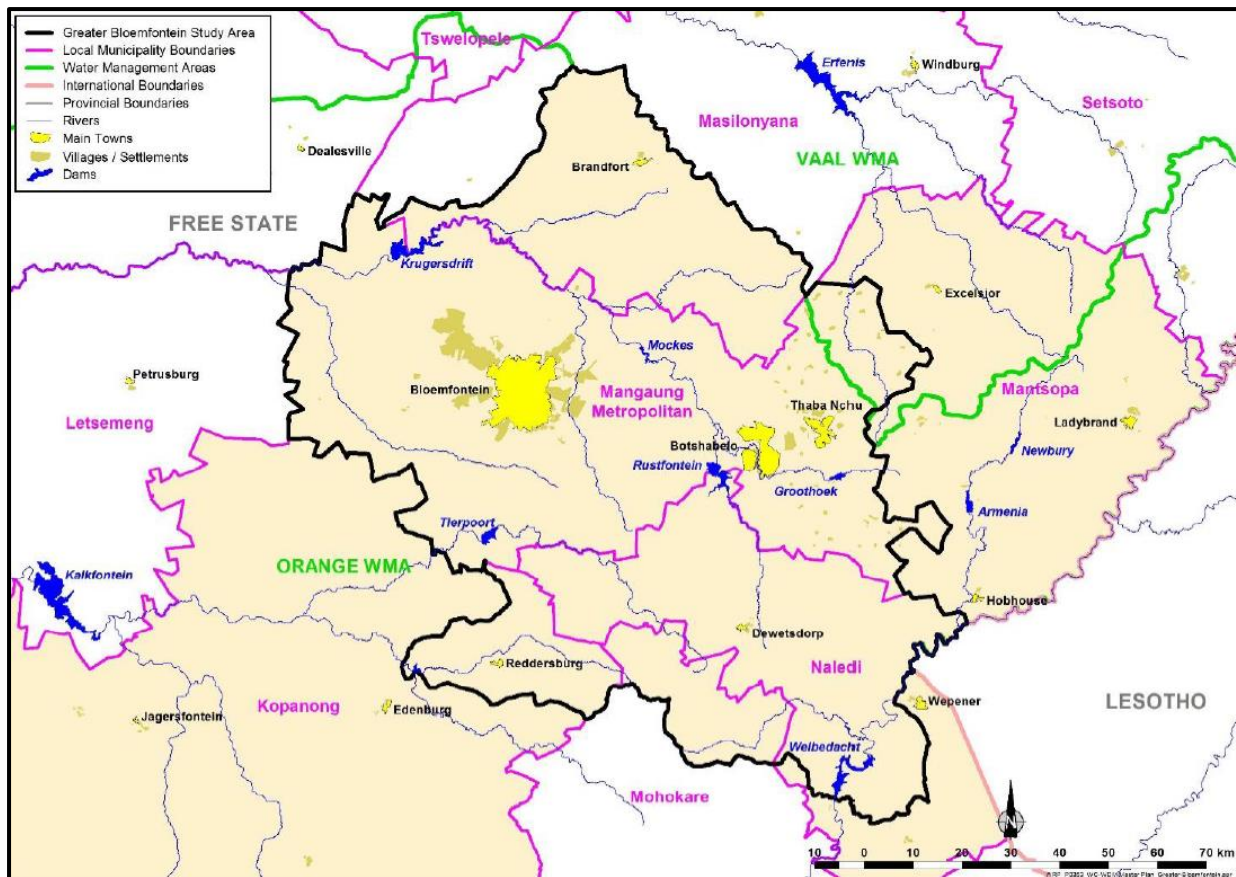 Greater Bloemfontein Study Area
Local Municipality Boundaries
Water Management Areas
International Boundaries
Provincial Boundaries
Rivers
Main Towns
Villages / Settlements
Dams
Tswelopele
Erfenis
Windburg
Setsoto
Masilonyana
Dealesville
Brandfort
VAAL WMA
FREE STATE
Krugersdrift
Excelsior
Mockes
Petrusburg
Bloemfontein
Mangaung
Metropolitan
Mantsopa
Thaba Nchu
Letsemeng
Ladybrand
Botshabelo
Newbury
Rustfontein
Groothoek
Armenia
Tierpoort
ORANGE WMA
Kalkfontein
Hobhouse
Dewetsdorp
Reddersburg
Naledi
Kopanong
Edenburg
Wepener
LESOTHO
Jagersfontein
Welbedacht
Mohokare
N
10 0 10 20 30 40 50 60 70 km